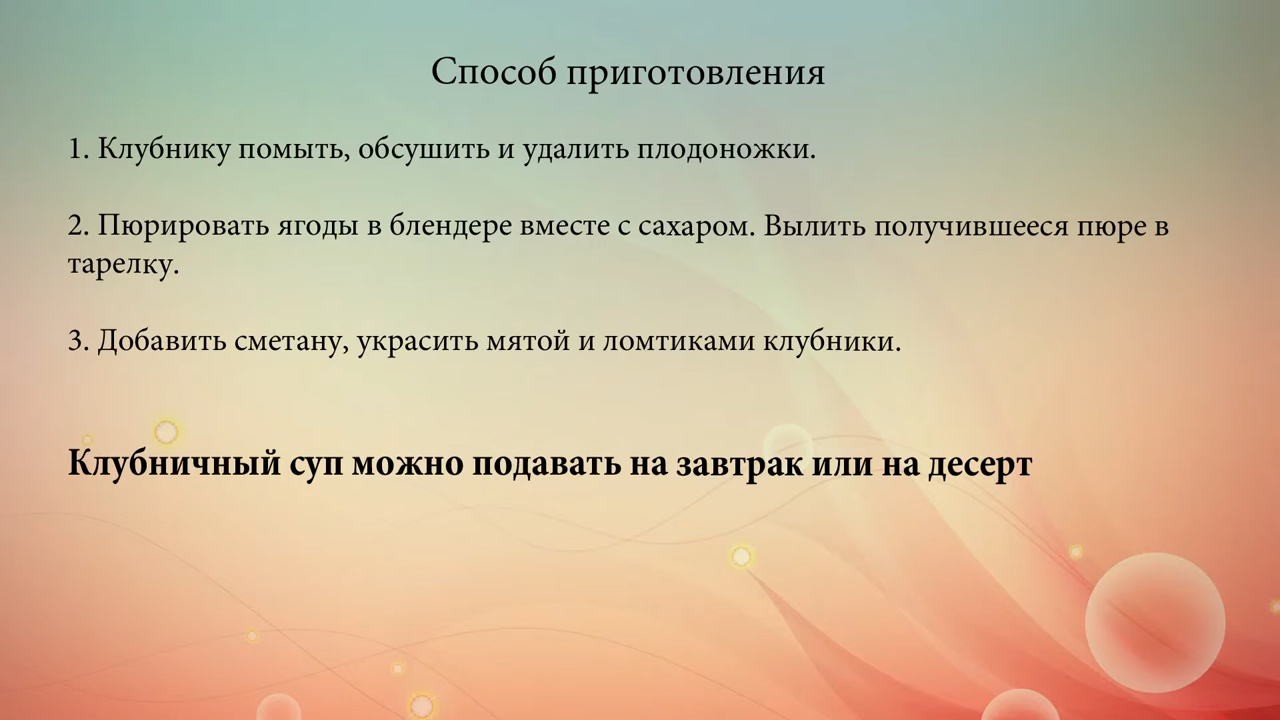 Способ приготовления
1. Клубнику помыть, обсушить и удалить плодоножки.
2. Пюрировать ягоды в блендере вместе с сахаром. Вылить получившееся пюре в
тарелку.
3. Добавить сметану, украсить мятой и ломтиками клубники.
Клубничный суп можно подавать на завтрак или на десерт